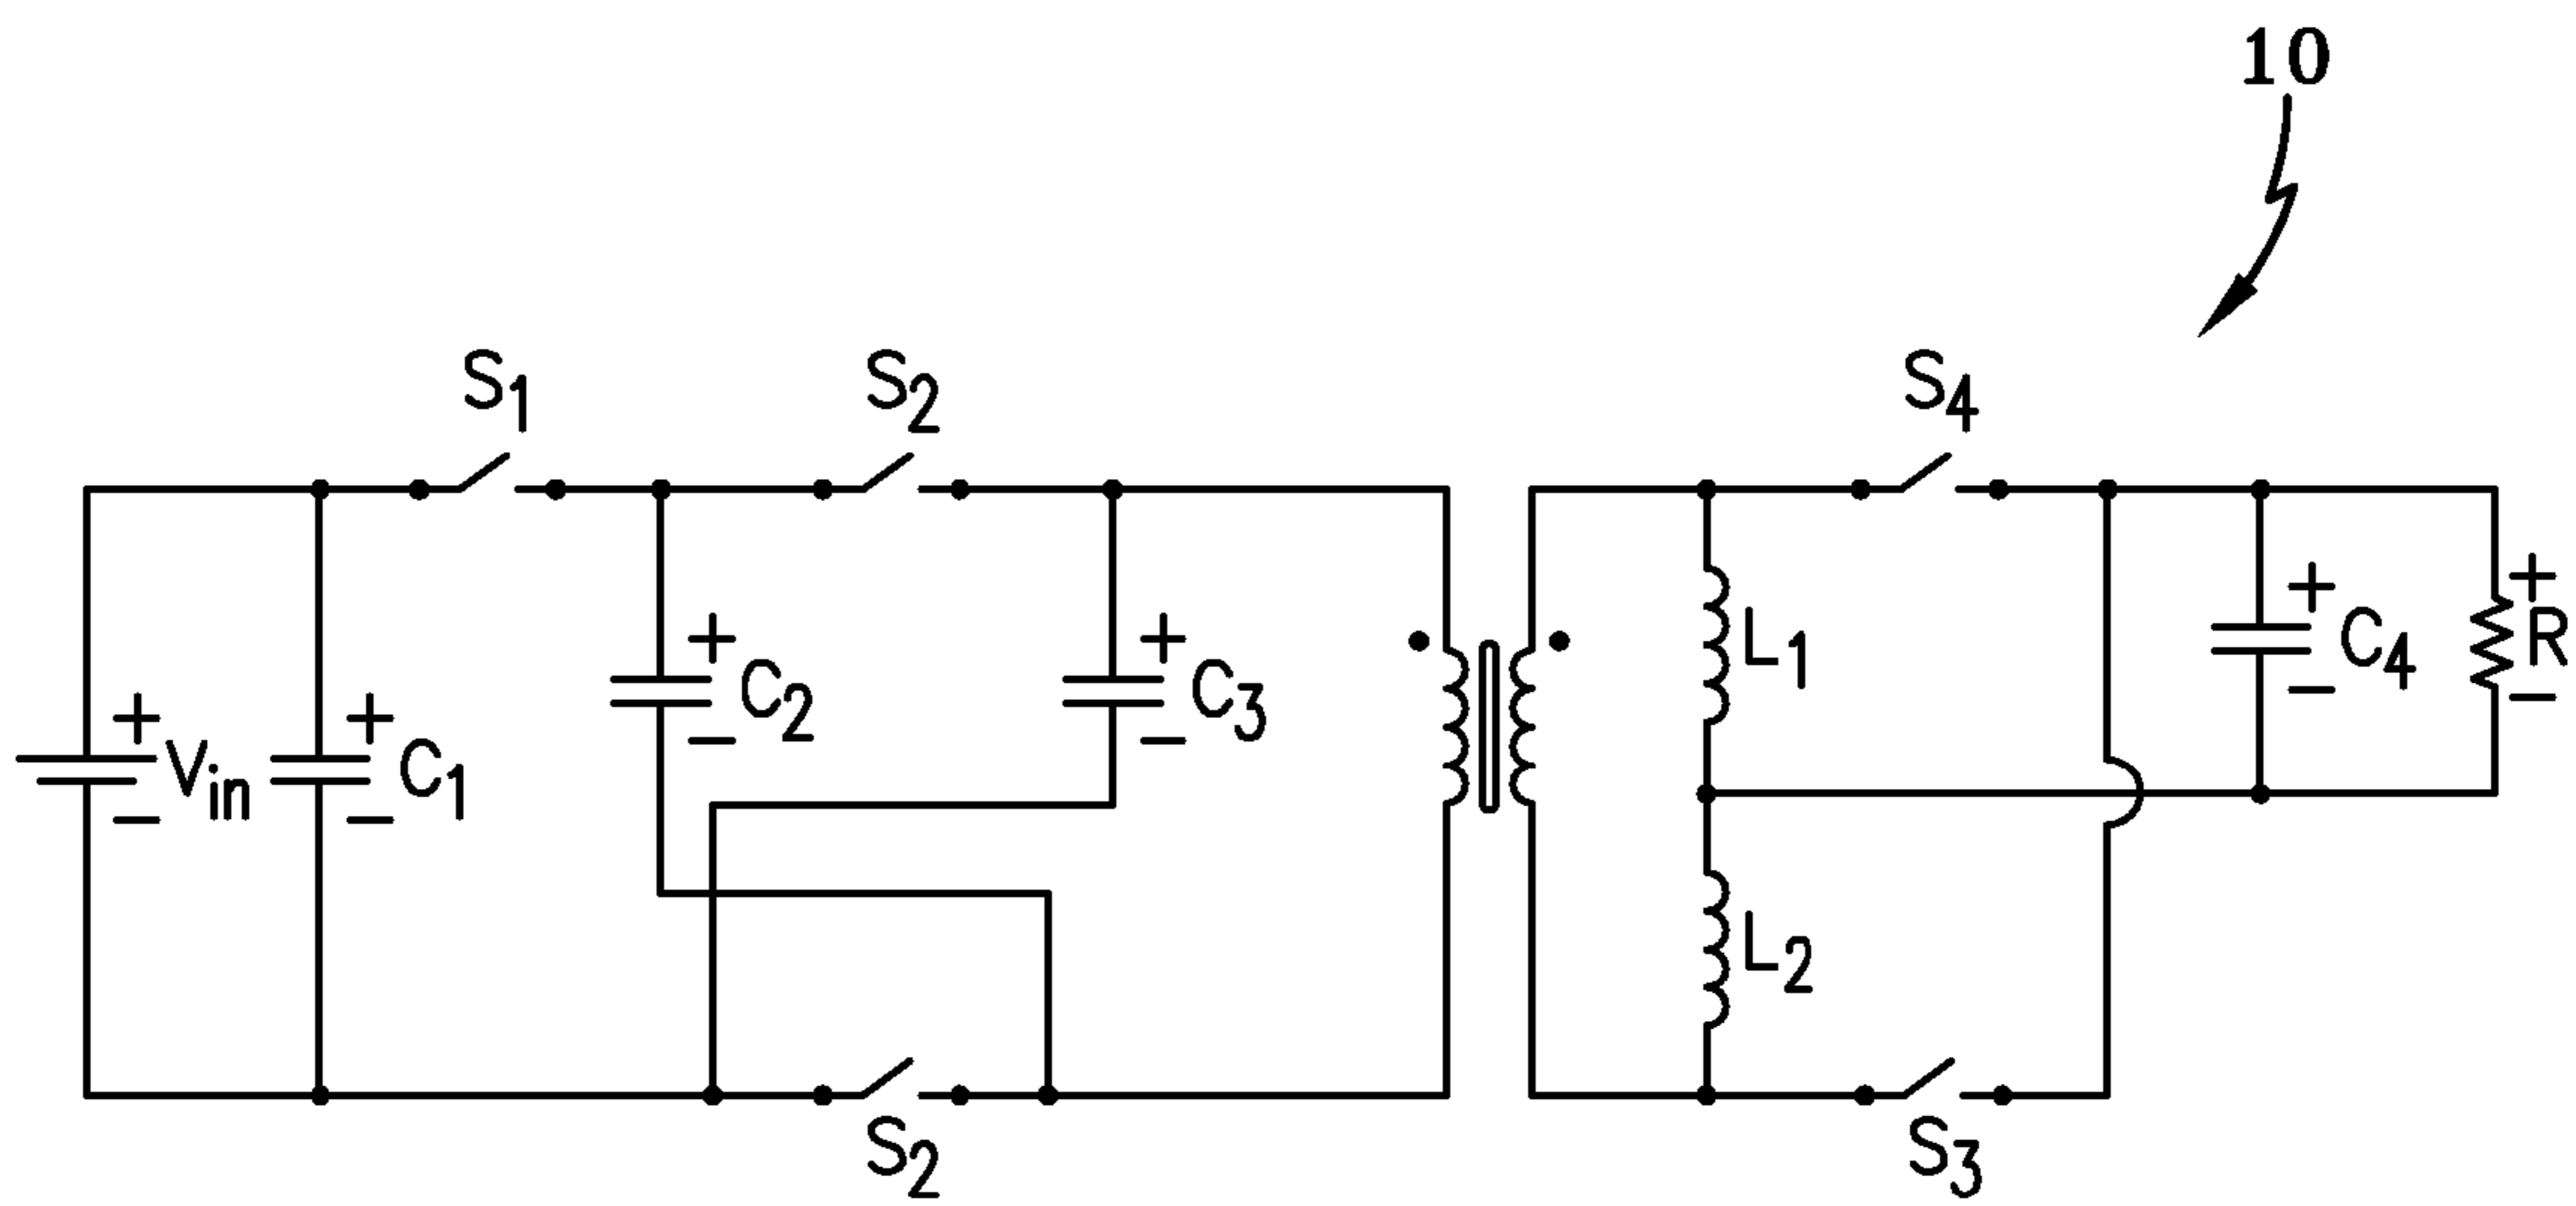 10
S1
S2
S4
+
Vin
−
+
C1
−
+
C2
−
+
C3
−
L1
+
C4
−
+
R
−
L2
S2
S3